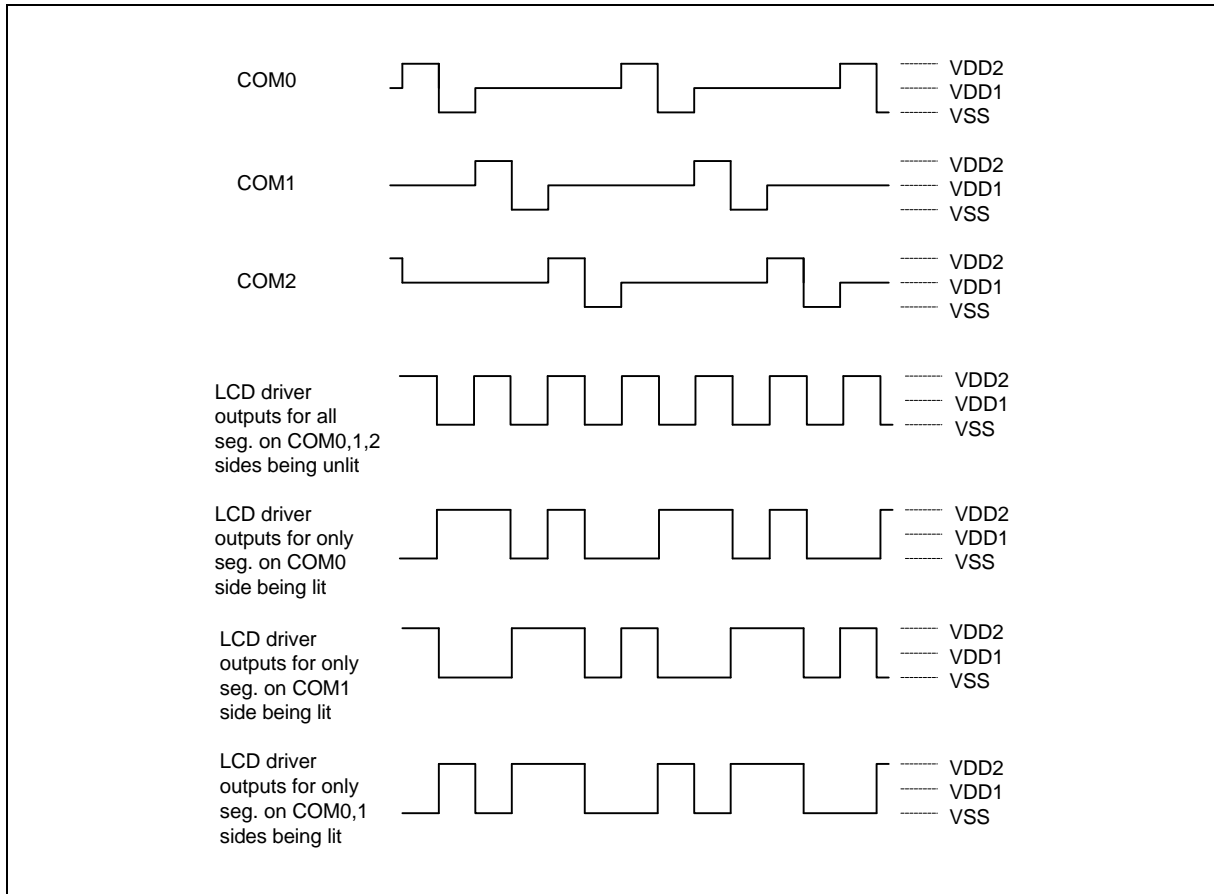 COM0
VDD2
VDD1
VSS
COM1
VDD2
VDD1
VSS
COM2
VDD2
VDD1
VSS
LCD driver
outputs for all
seg. on COM0,1,2
sides being unlit
VDD2
VDD1
VSS
LCD driver
outputs for only
seg. on COM0
side being lit
VDD2
VDD1
VSS
LCD driver
outputs for only
seg. on COM1
side being lit
VDD2
VDD1
VSS
LCD driver
outputs for only
seg. on COM0,1
sides being lit
VDD2
VDD1
VSS